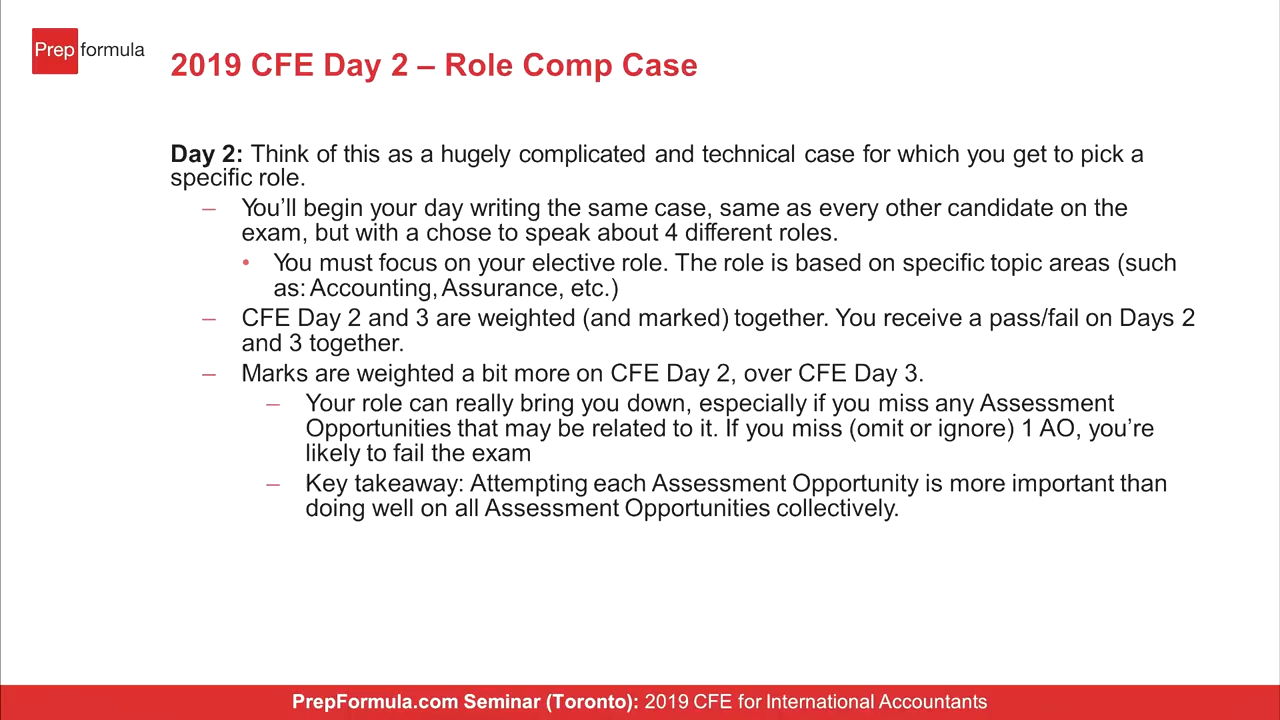 Prep formula
2019 CFE Day 2 – Role Comp Case
Day 2: Think of this as a hugely complicated and technical case for which you get to pick a
specific role.
– You’ll begin your day writing the same case, same as every other candidate on the
exam, but with a chose to speak about 4 different roles.
• You must focus on your elective role. The role is based on specific topic areas (such
as: Accounting, Assurance, etc.)
– CFE Day 2 and 3 are weighted (and marked) together. You receive a pass/fail on Days 2
and 3 together.
– Marks are weighted a bit more on CFE Day 2, over CFE Day 3.
– Your role can really bring you down, especially if you miss any Assessment
Opportunities that may be related to it. If you miss (omit or ignore) 1 AO, you’re
likely to fail the exam
– Key takeaway: Attempting each Assessment Opportunity is more important than
doing well on all Assessment Opportunities collectively.
PrepFormula.com Seminar (Toronto): 2019 CFE for International Accountants